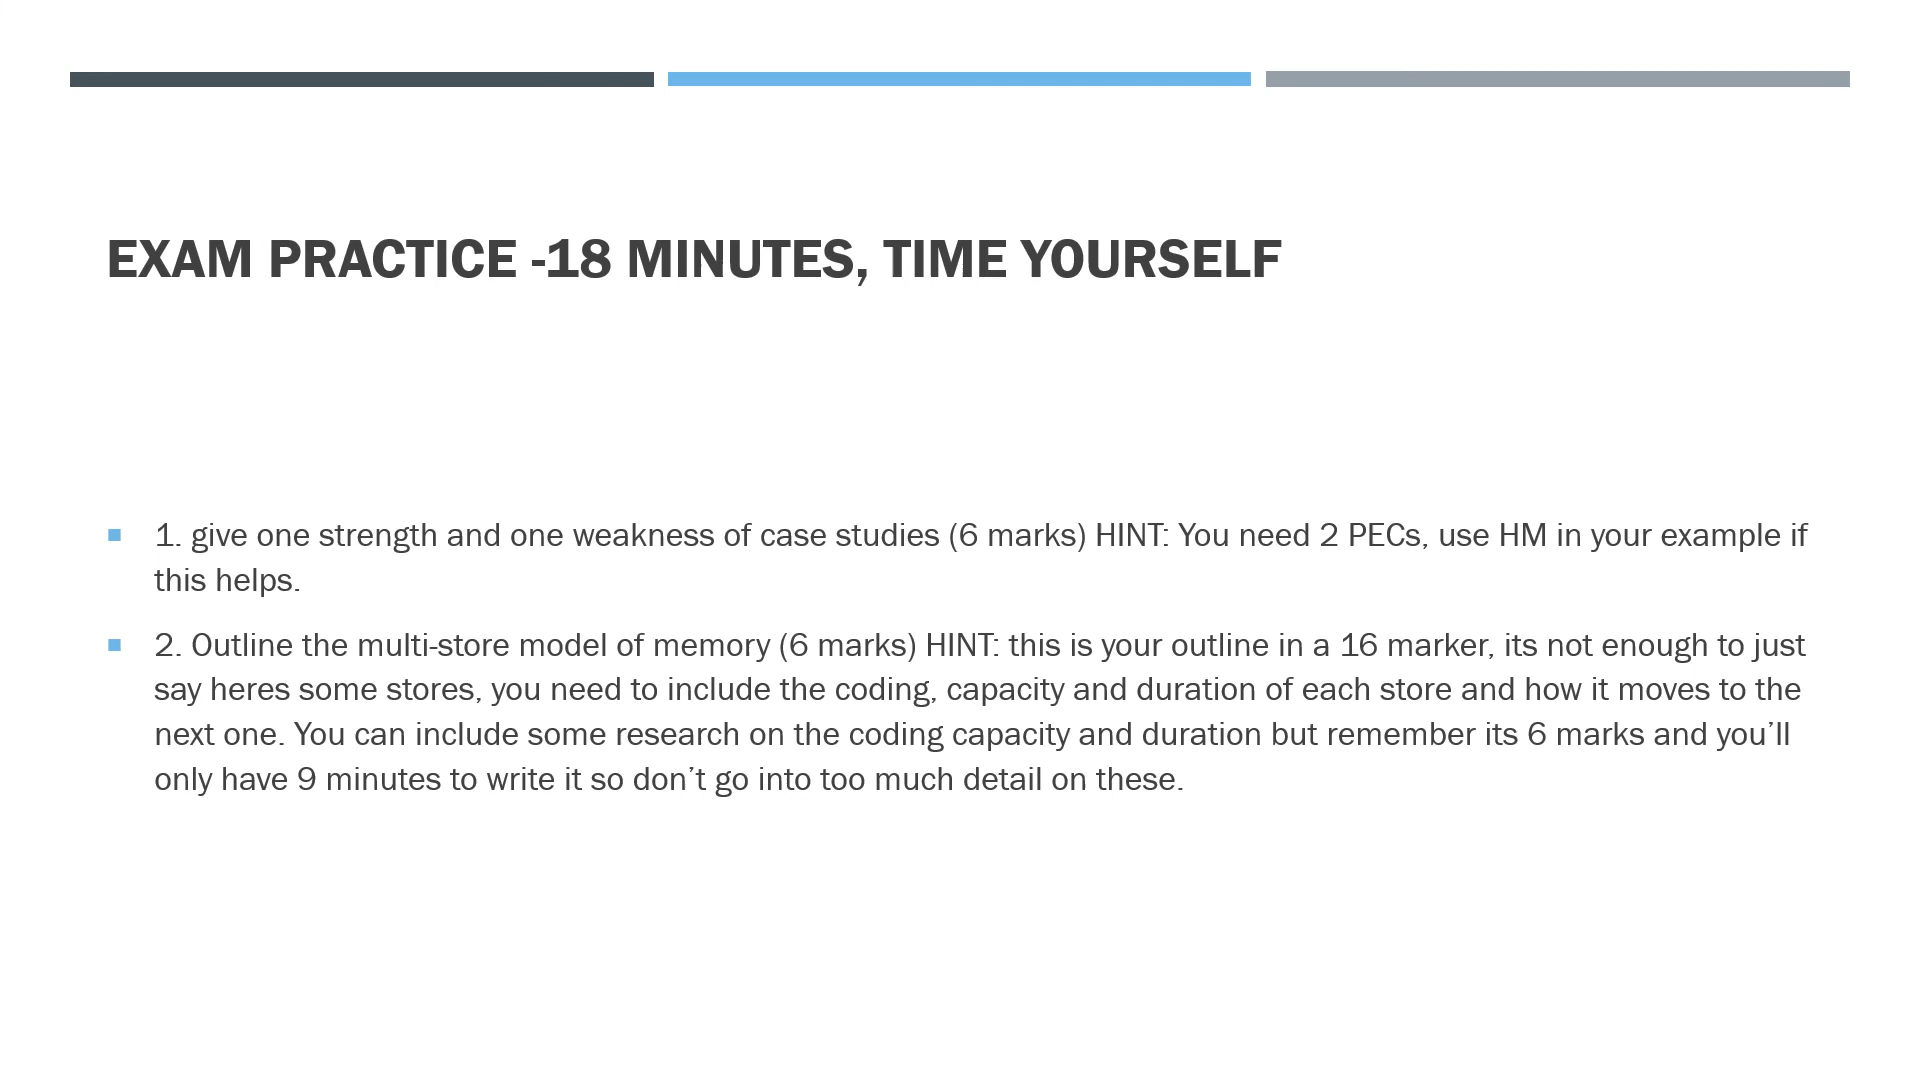 EXAM PRACTICE -18 MINUTES, TIME YOURSELF
1. give one strength and one weakness of case studies (6 marks) HINT: You need 2 PECs, use HM in your example if
this helps.
2. Outline the multi-store model of memory (6 marks) HINT: this is your outline in a 16 marker, its not enough to just
say heres some stores, you need to include the coding, capacity and duration of each store and how it moves to the
next one. You can include some research on the coding capacity and duration but remember its 6 marks and you’ll
only have 9 minutes to write it so don’t go into too much detail on these.